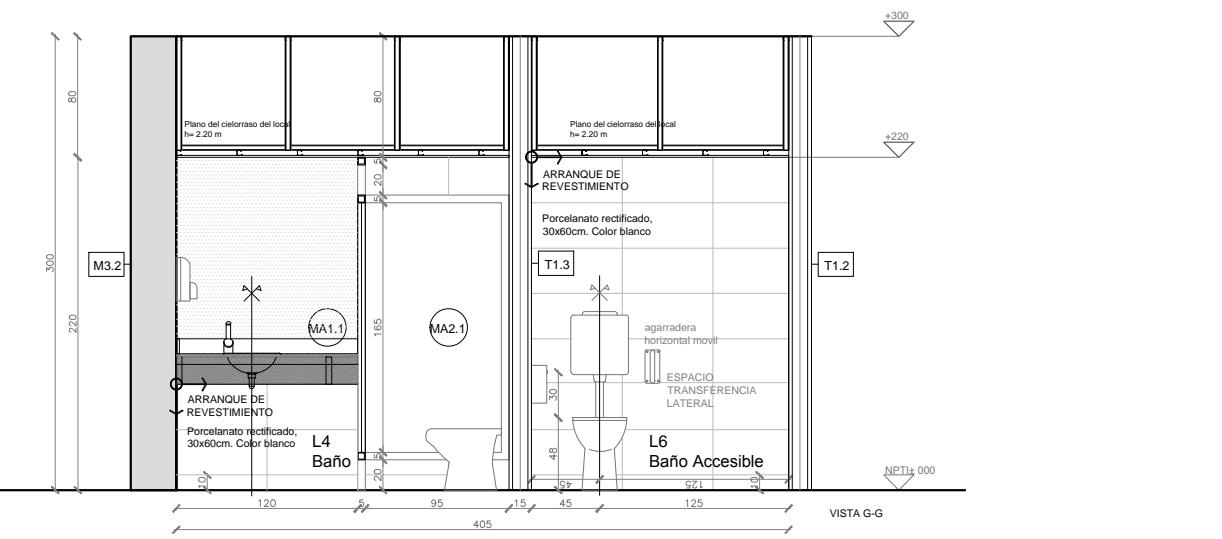 +300
80
80
Plano del cielorraso del local
h= 2.20 m
Plano del cielorraso del local
h= 2.20 m
+220
5
20
5
ARRANQUE DE
REVESTIMIENTO
Porcelanato rectificado,
30x60cm. Color blanco
300
M3.2
T1.3
T1.2
220
165
MA1.1
MA2.1
agarradera
horizontal movil
ESPACIO
TRANSFERENCIA
LATERAL
30
ARRANQUE DE
REVESTIMIENTO
Porcelanato rectificado,
30x60cm. Color blanco
L4
Baño
48
L6
Baño Accesible
5
20
10
45
125
10
NPTI± 000
120
5
95
15
45
125
405
VISTA G-G